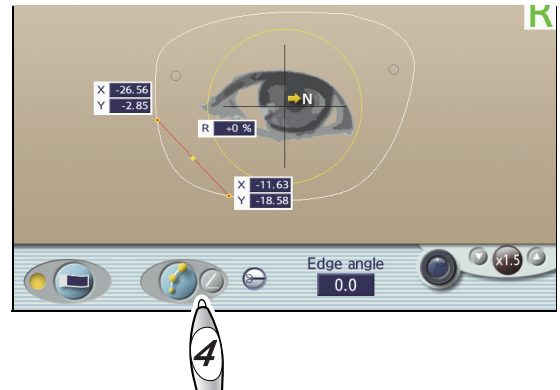 R
X -26.56
Y -2.85
N
R +0 %
X -11.63
Y -18.58
Edge angle
0.0
x1.5
4